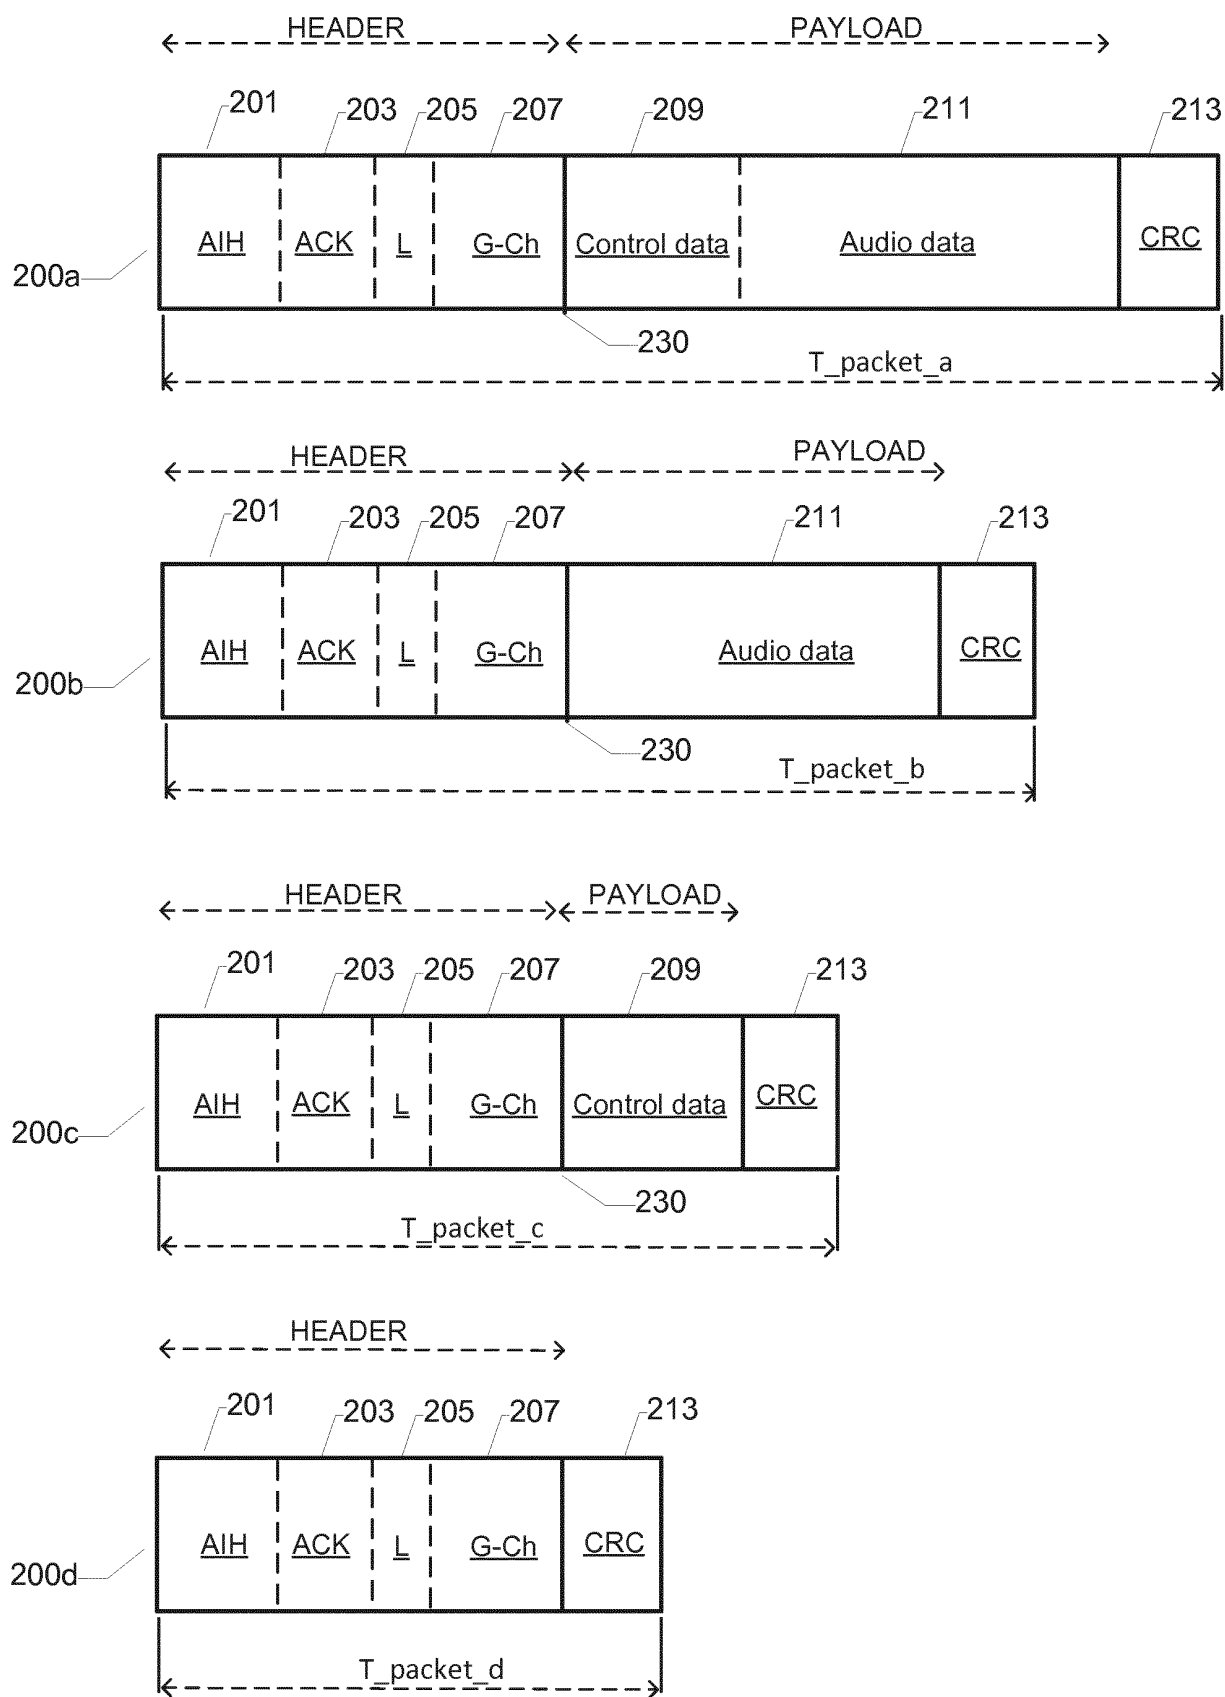 HEADER PAYLOAD
201 203 205 207 209 211 213
AIH ACK L G-Ch Control data Audio data CRC
200a
230
T_packet_a
HEADER PAYLOAD
201 203 205 207 211 213
AIH ACK L G-Ch Audio data CRC
200b
230
T_packet_b
HEADER PAYLOAD
201 203 205 207 209 213
AIH ACK L G-Ch Control data CRC
200c
230
T_packet_c
HEADER
201 203 205 207 213
AIH ACK L G-Ch CRC
200d
T_packet_d